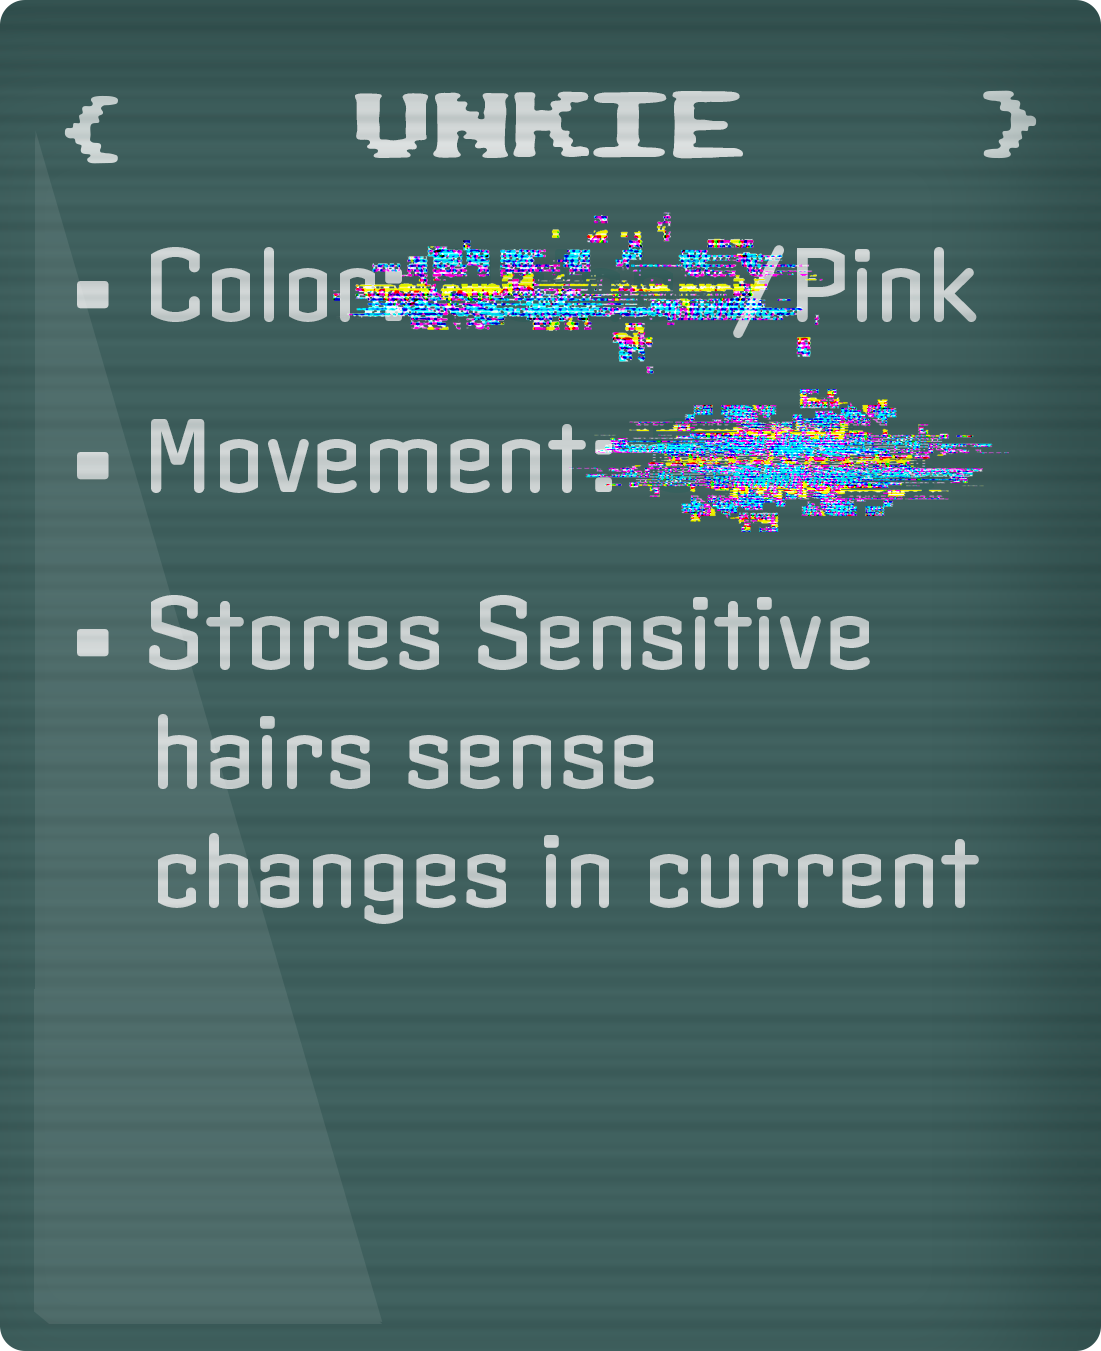 < UNKIE >
▪ Color: /Pink
▪ Movement:
▪ Stores Sensitive
hairs sense
changes in current